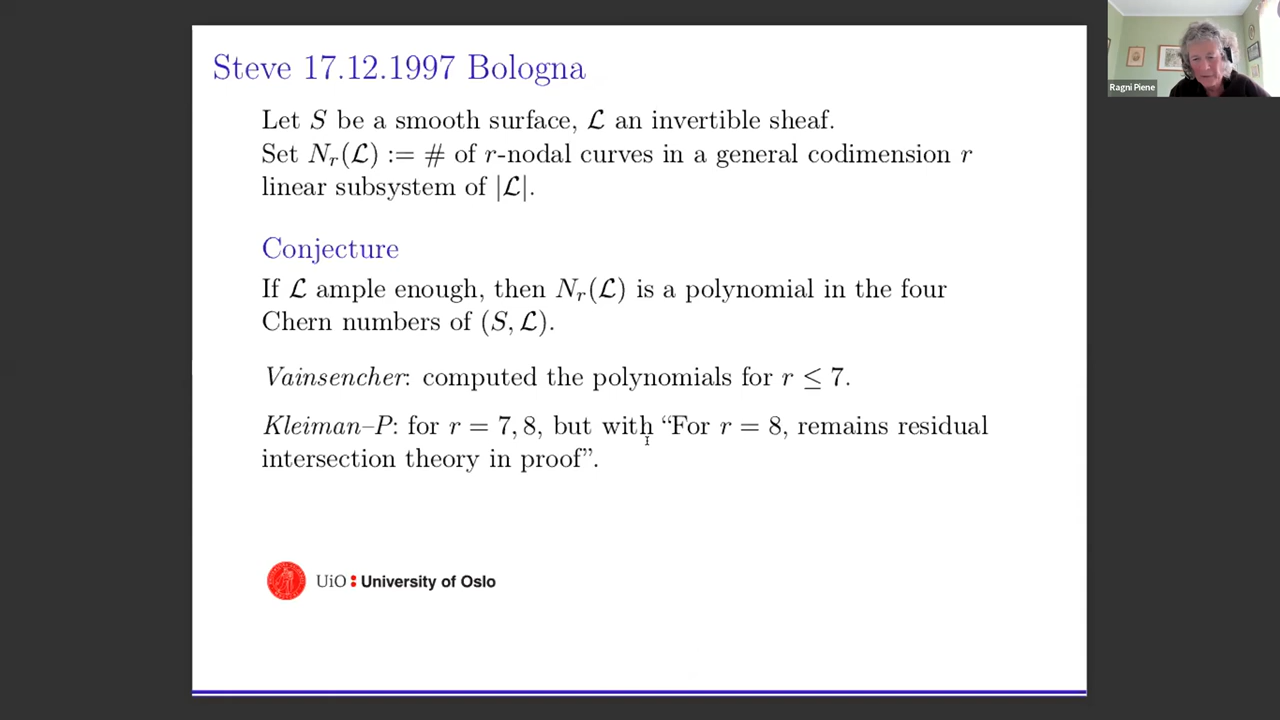 Steve 17.12.1997 Bologna
Ragni Piene
Let S be a smooth surface, ℒ an invertible sheaf.
Set Nᵣ(ℒ) := # of r-nodal curves in a general codimension r
linear subsystem of |ℒ|.
Conjecture
If ℒ ample enough, then Nᵣ(ℒ) is a polynomial in the four
Chern numbers of (S, ℒ).
Vainsencher: computed the polynomials for r ≤ 7.
Kleiman–P: for r = 7, 8, but with “For r = 8, remains residual
intersection theory in proof”.
UiO : University of Oslo